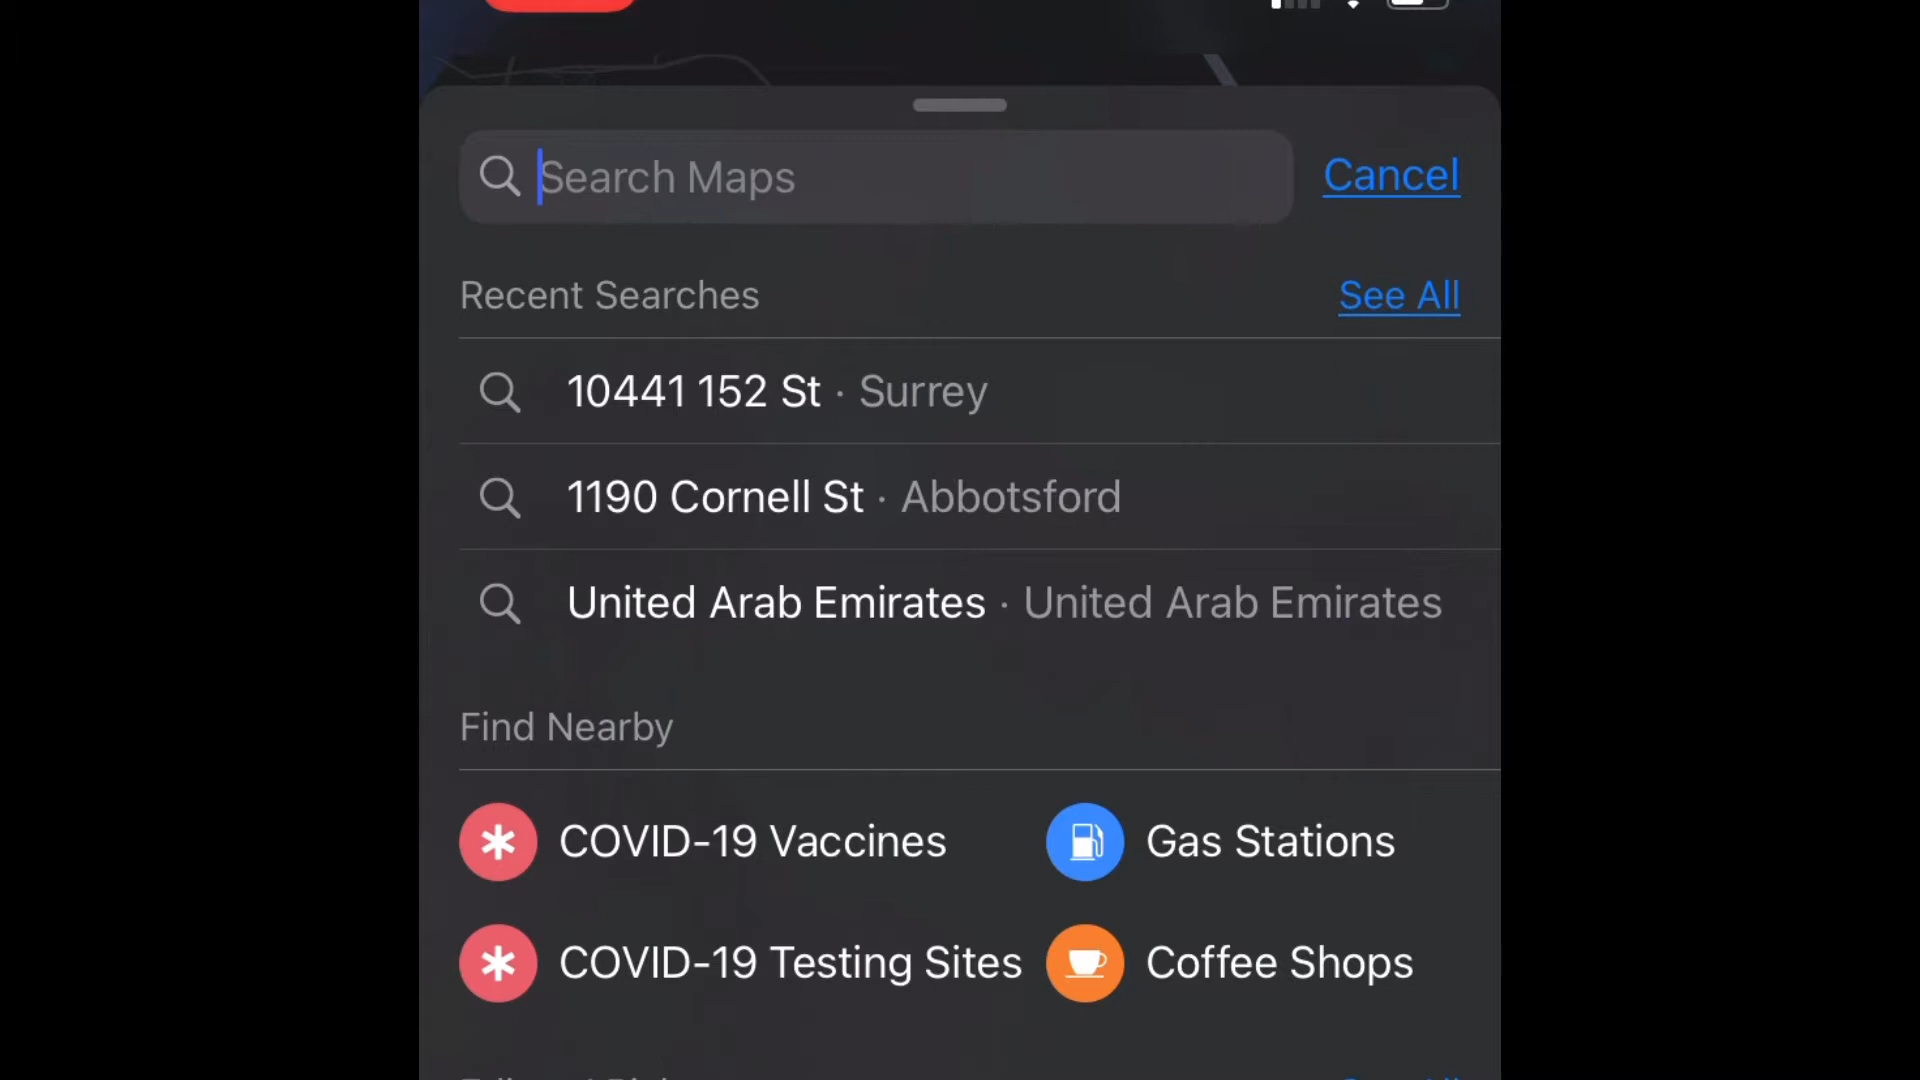 Search Maps
Cancel
Recent Searches
See All
10441 152 St · Surrey
1190 Cornell St · Abbotsford
United Arab Emirates · United Arab Emirates
Find Nearby
COVID-19 Vaccines
Gas Stations
COVID-19 Testing Sites
Coffee Shops